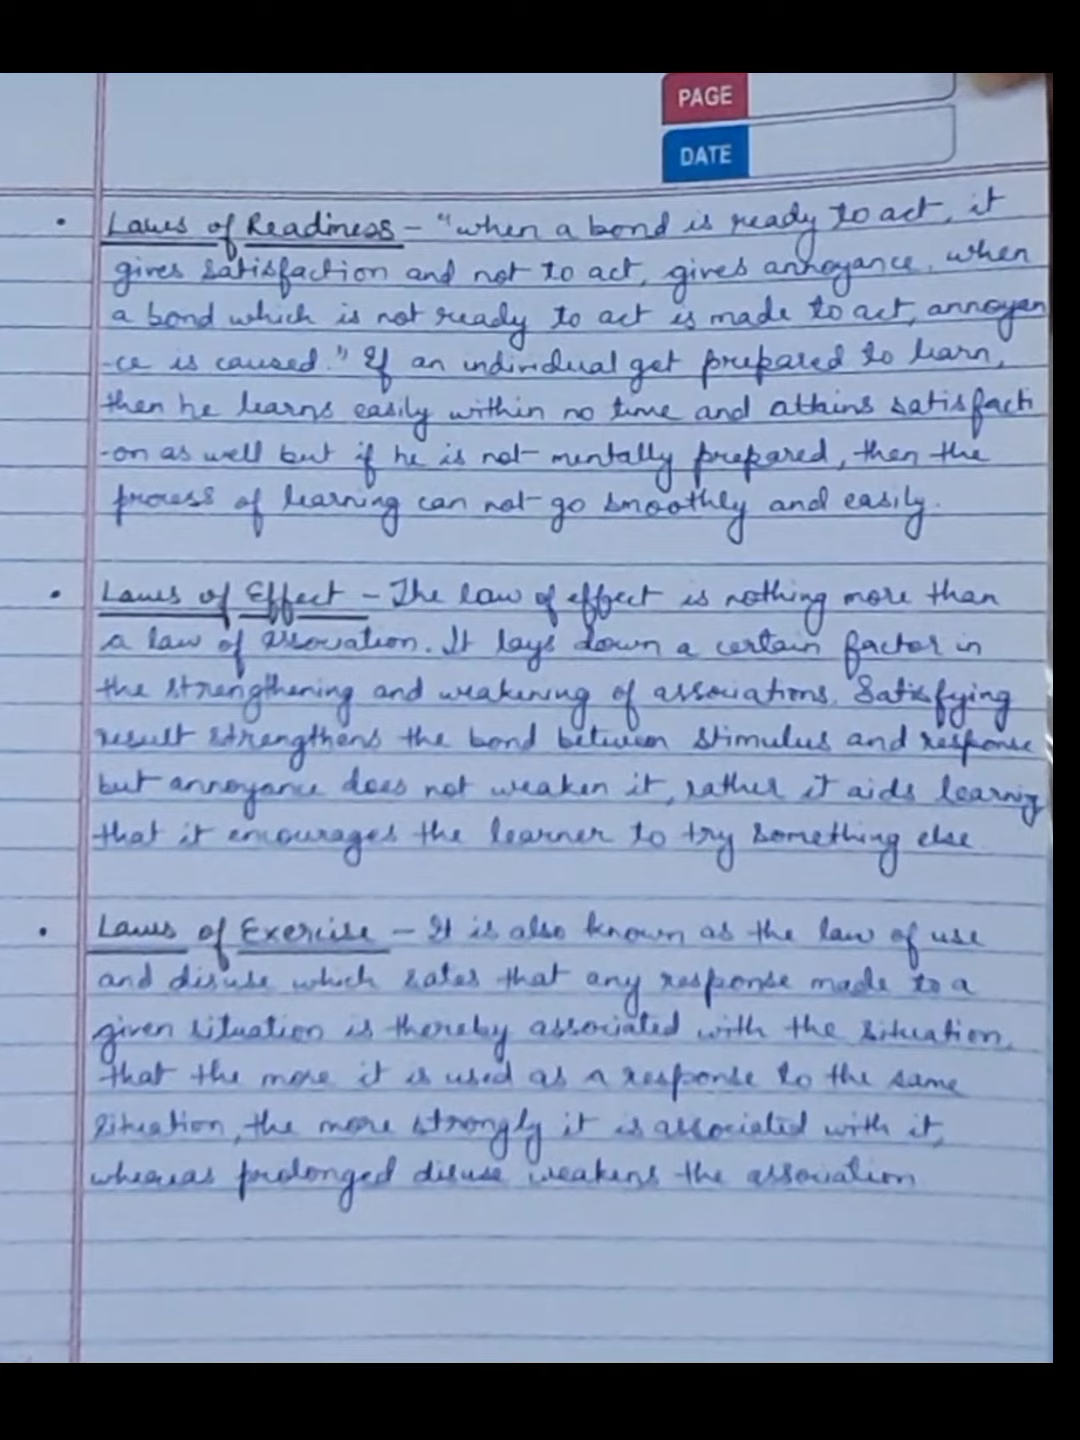 PAGE
DATE
• Laws of Readiness - "when a bond is ready to act, it
gives satisfaction and not to act, gives annoyance. when
a bond which is not ready to act is made to act, annoyan
-ce is caused." If an individual get prepared to learn,
then he learns easily within no time and attains satisfacti
-on as well but if he is not mentally prepared, then the
process of learning can not go smoothly and easily.
• Laws of Effect - The law of effect is nothing more than
a law of association. It lays down a certain factor in
the strengthening and weakening of associations. Satisfying
result strengthens the bond between stimulus and response
but annoyance does not weaken it, rather it aids learning
that it encourages the learner to try something else
• Laws of Exercise - It is also known as the law of use
and disuse which sates that any response made to a
given situation is thereby associated with the situation,
that the more it is used as a response to the same
situation, the more strongly it is associated with it,
whereas prolonged disuse weakens the association